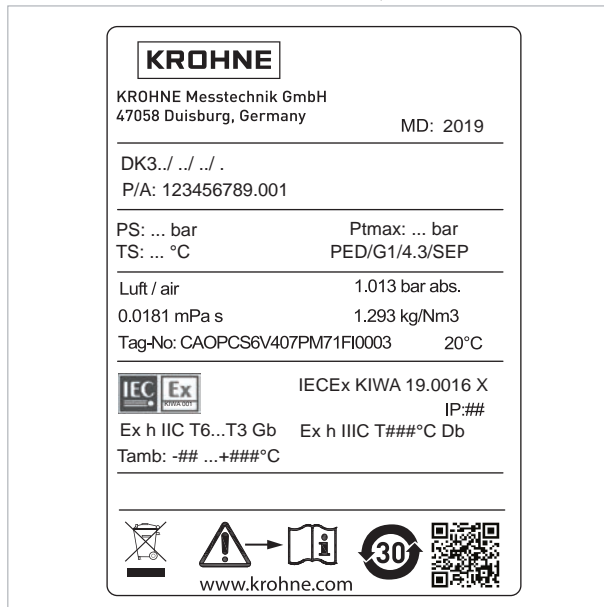 KROHNE
KROHNE Messtechnik GmbH
47058 Duisburg, Germany
MD: 2019
DK3../ ../ ../ .
P/A: 123456789.001
PS: ... bar Ptmax: ... bar
TS: ... °C PED/G1/4.3/SEP
Luft / air 1.013 bar abs.
0.0181 mPa s 1.293 kg/Nm3
Tag-No: CAOPCS6V407PM71FI0003 20°C
IEC Ex IECEx KIWA 19.0016 X
KIWA 001
IP:##
Ex h IIC T6...T3 Gb Ex h IIIC T###°C Db
Tamb: -## ...+###°C
i 30
www.krohne.com